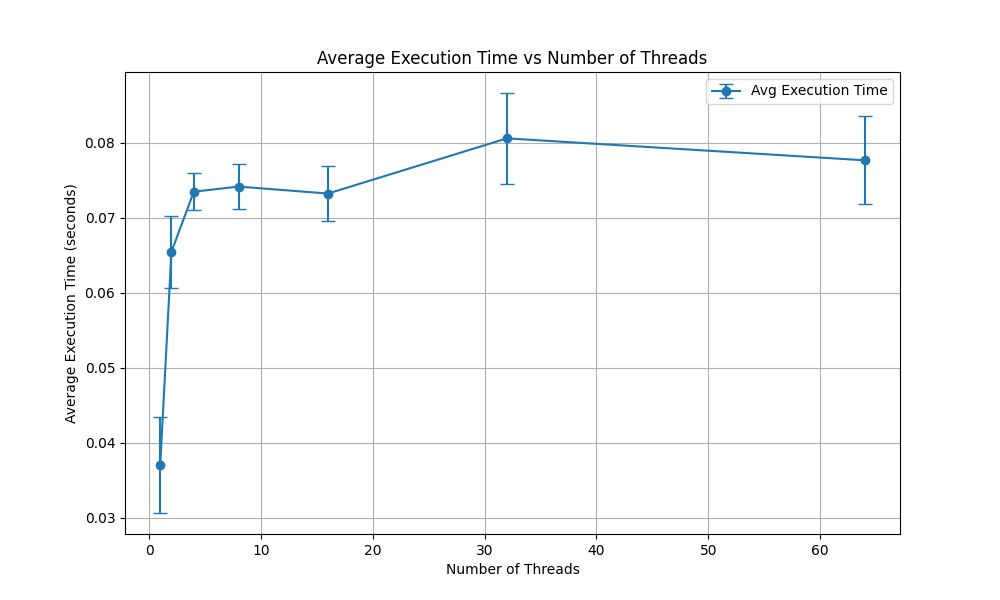 Average Execution Time vs Number of Threads
Avg Execution Time
Average Execution Time (seconds)
0.08
0.07
0.06
0.05
0.04
0.03
0 10 20 30 40 50 60
Number of Threads